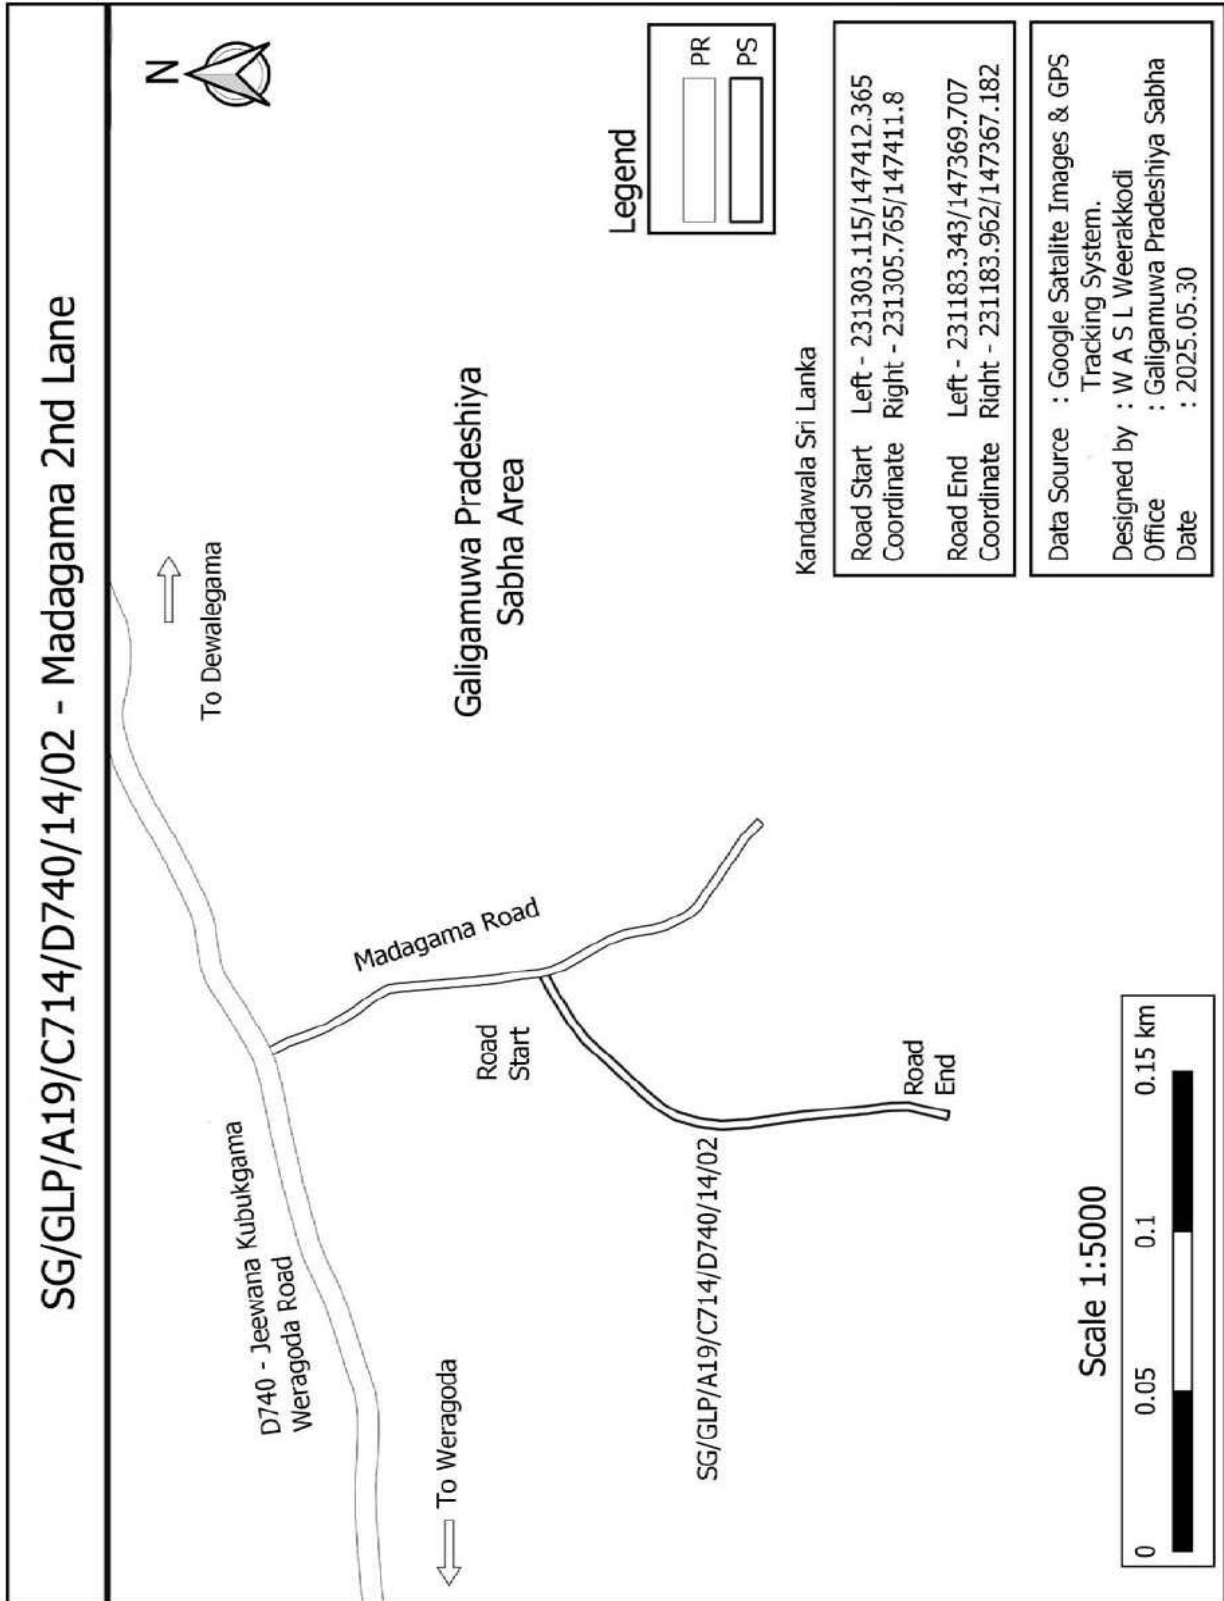 SG/GLP/A19/C714/D740/14/02 - Madagama 2nd Lane
N
To Dewalegama
D740 - Jeewana Kubukgama
Weragoda Road
To Weragoda
Madagama Road
Road
Start
SG/GLP/A19/C714/D740/14/02
Road
End
Galigamuwa Pradeshiya
Sabha Area
Legend
PR
PS
Kandawala Sri Lanka
Road Start Left - 231303.115/147412.365
Coordinate Right - 231305.765/147411.8
Road End Left - 231183.343/147369.707
Coordinate Right - 231183.962/147367.182
Data Source : Google Satalite Images & GPS
Tracking System.
Designed by : W A S L Weerakkodi
Office : Galigamuwa Pradeshiya Sabha
Date : 2025.05.30
Scale 1:5000
0 0.05 0.1 0.15 km